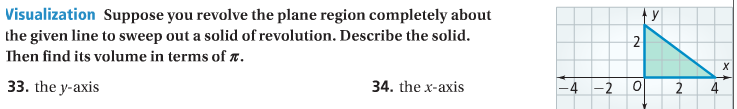 Visualization Suppose you revolve the plane region completely about
the given line to sweep out a solid of revolution. Describe the solid.
Then find its volume in terms of π.
33. the y-axis 34. the x-axis
y
2
x
-4 -2 O 2 4